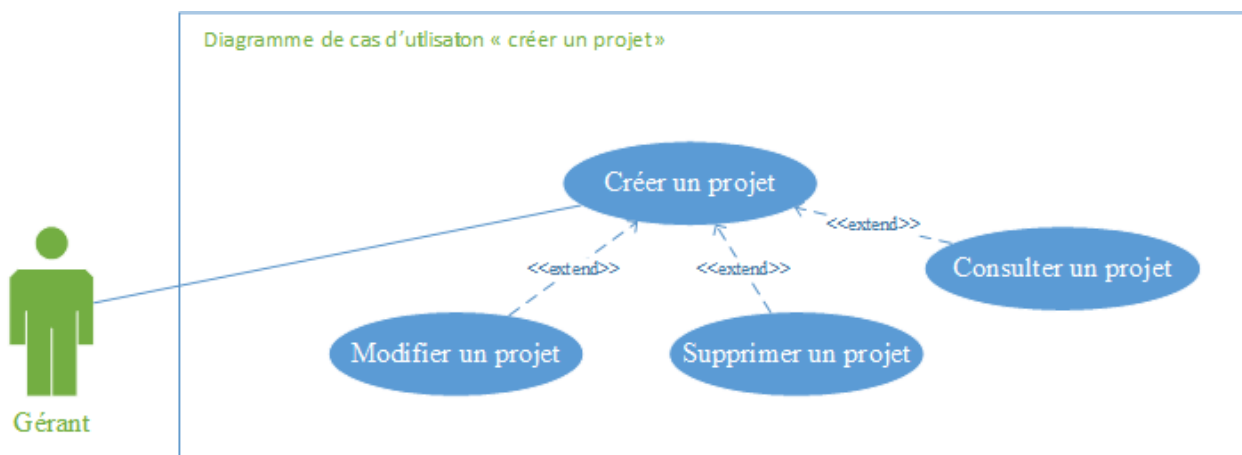 Diagramme de cas d'utlisaton « créer un projet»
Créer un projet
<<extend>>
Consulter un projet
<<extend>>
<<extend>>
Modifier un projet
Supprimer un projet
Gérant